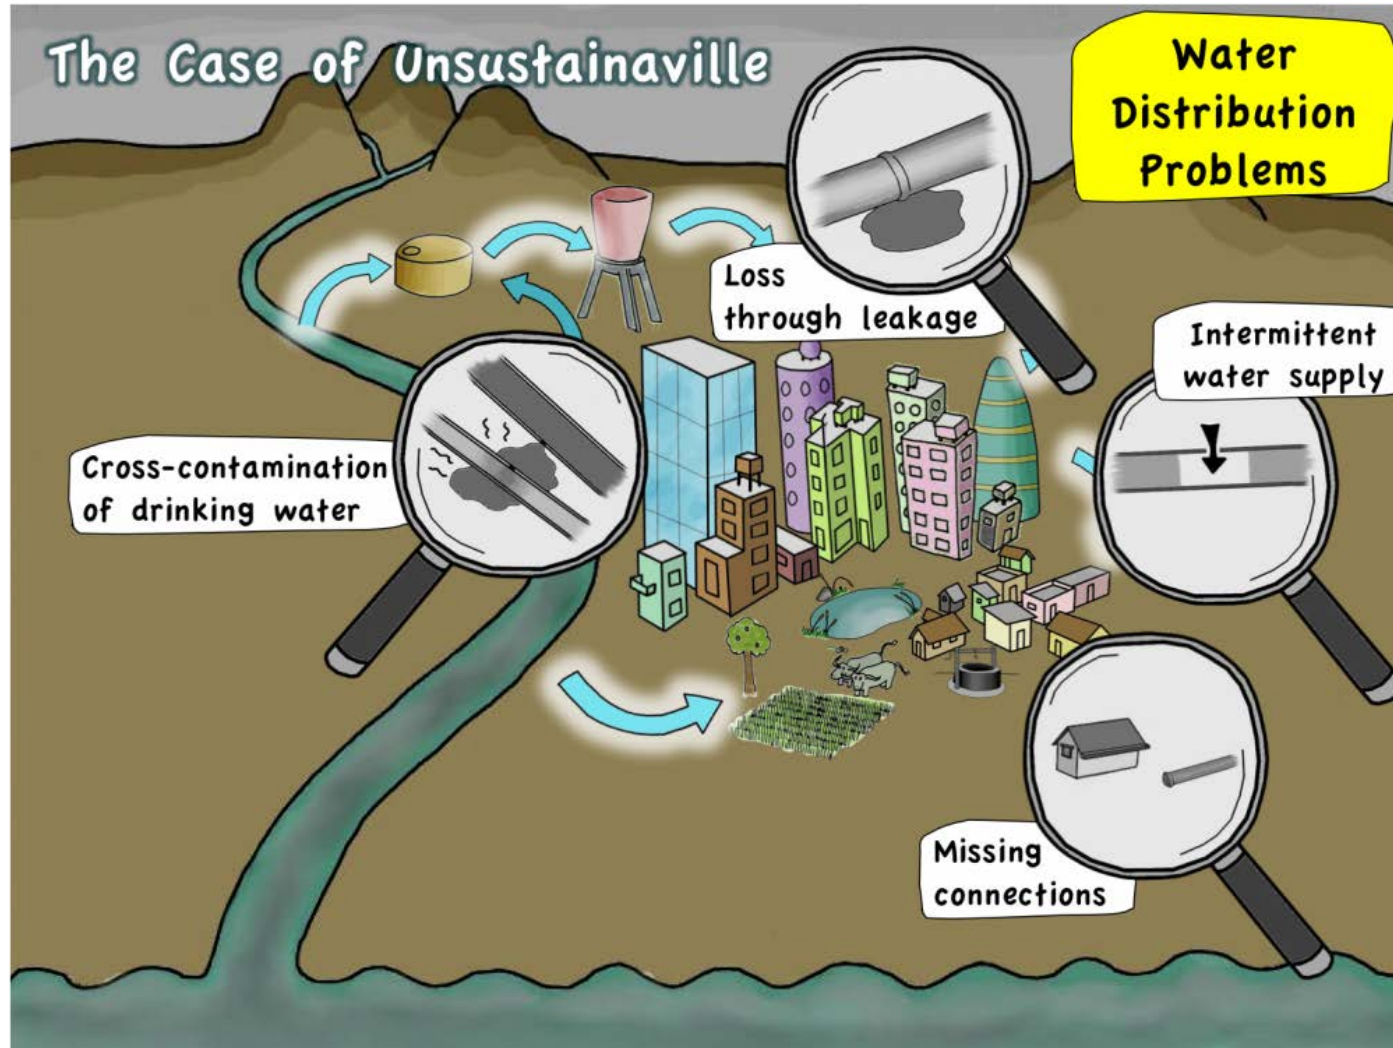 The Case of Unsustainaville
Water
Distribution
Problems
Loss
through leakage
Intermittent
water supply
Cross-contamination
of drinking water
Missing
connections